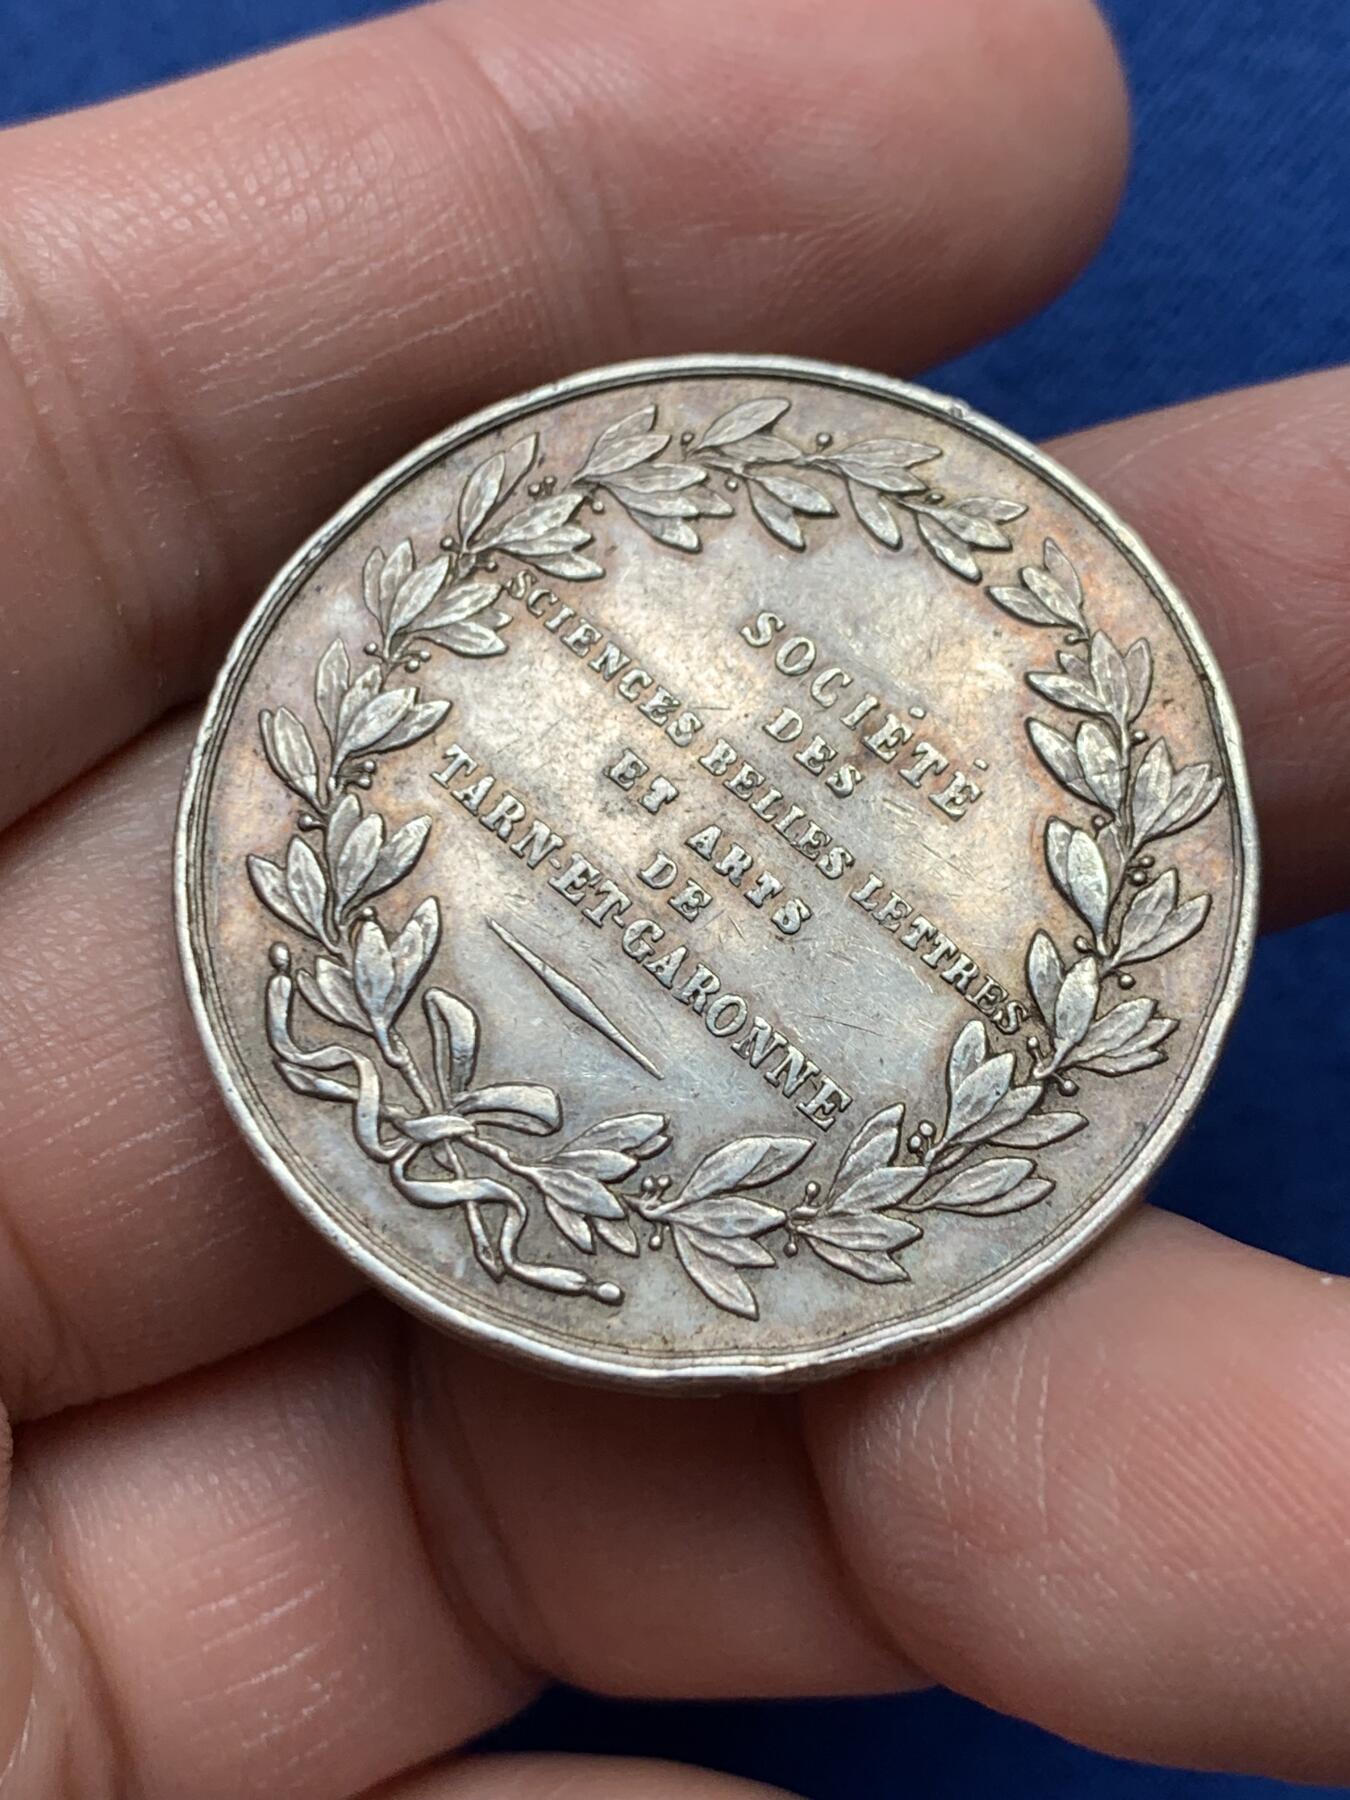 SOCIÉTÉ
DES
SCIENCES BELLES LETTRES
ET ARTS
DE
TARN-ET-GARONNE